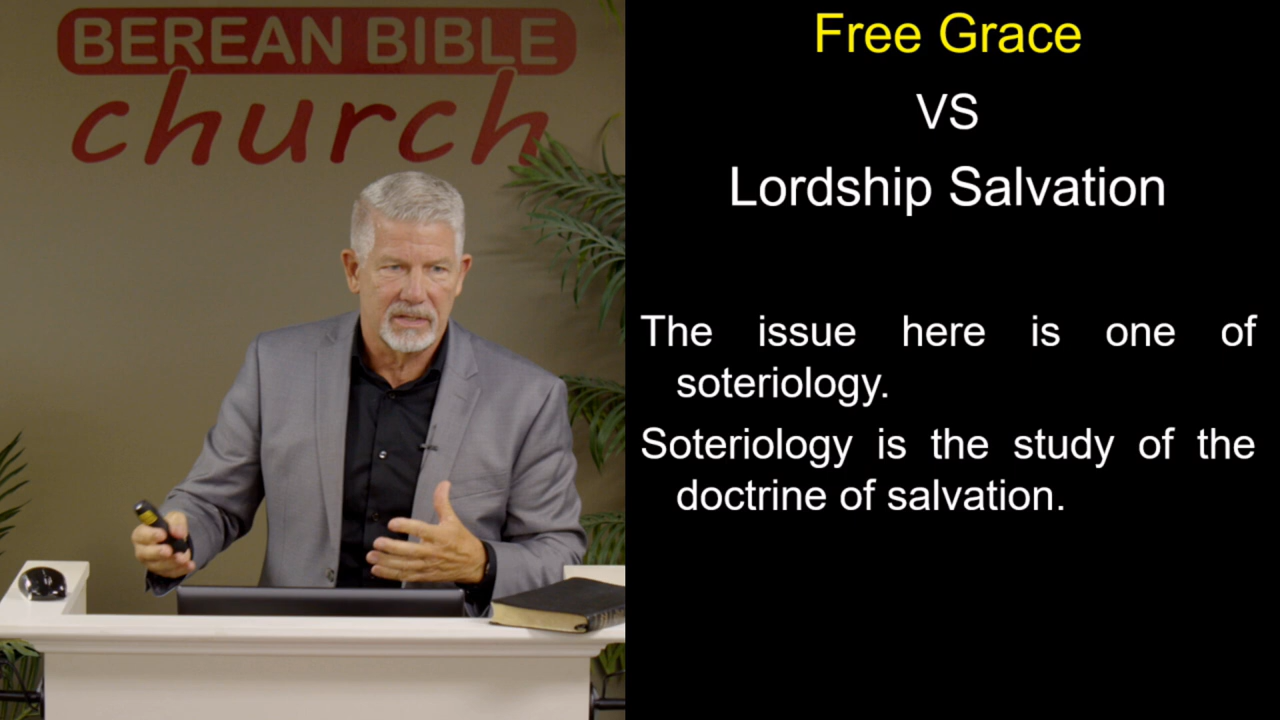 BEREAN BIBLE
church
Free Grace
VS
Lordship Salvation
The issue here is one of
soteriology.
Soteriology is the study of the
doctrine of salvation.